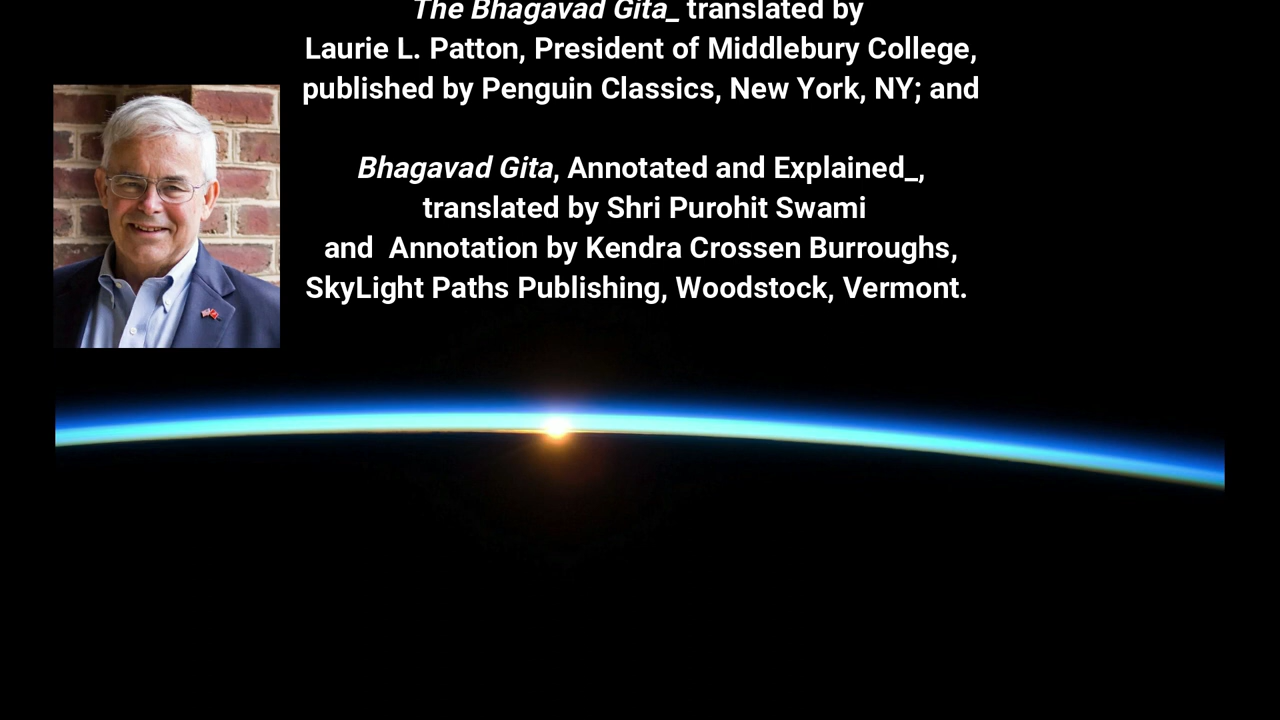 The Bhagavad Gita_ translated by
Laurie L. Patton, President of Middlebury College,
published by Penguin Classics, New York, NY; and
Bhagavad Gita, Annotated and Explained_,
translated by Shri Purohit Swami
and  Annotation by Kendra Crossen Burroughs,
SkyLight Paths Publishing, Woodstock, Vermont.